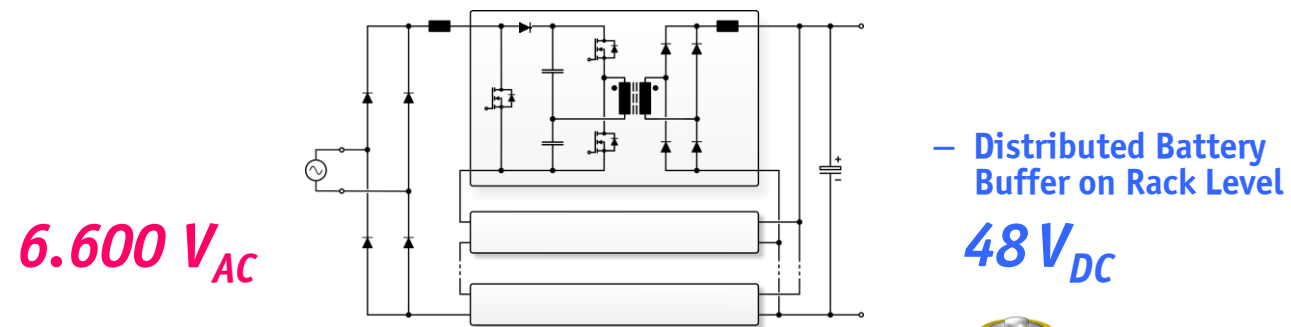 – Distributed Battery
Buffer on Rack Level
6.600 VAC
48 VDC
+
–